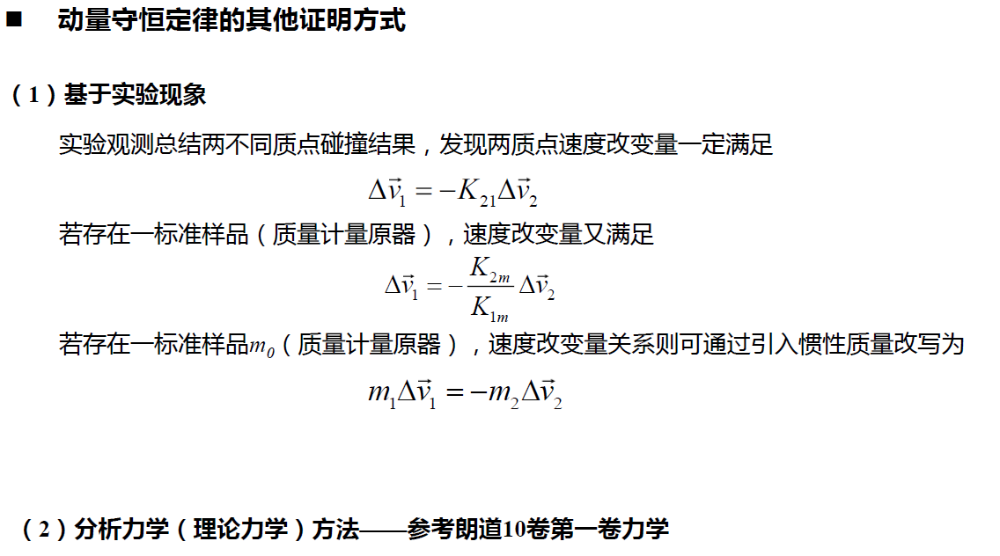 ■ 动量守恒定律的其他证明方式
（1）基于实验现象
实验观测总结两不同质点碰撞结果，发现两质点速度改变量一定满足
$\Delta \vec{v}_1 = -K_{21} \Delta \vec{v}_2$
若存在一标准样品（质量计量原器），速度改变量又满足
$\Delta \vec{v}_1 = -\frac{K_{2m}}{K_{1m}} \Delta \vec{v}_2$
若存在一标准样品$m_0$（质量计量原器），速度改变量关系则可通过引入惯性质量改写为
$m_1 \Delta \vec{v}_1 = -m_2 \Delta \vec{v}_2$
（2）分析力学（理论力学）方法——参考朗道10卷第一卷力学